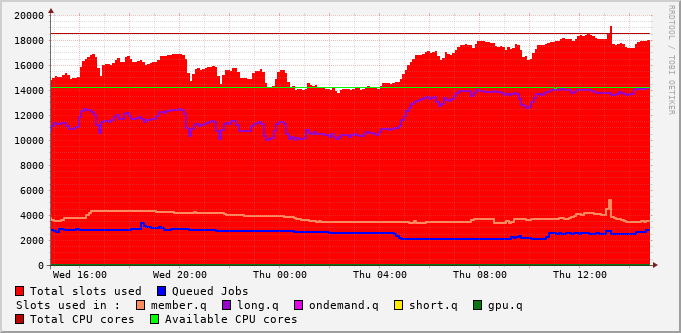 20000
18000
16000
14000
12000
10000
8000
6000
4000
2000
0
Wed 16:00 Wed 20:00 Thu 00:00 Thu 04:00 Thu 08:00 Thu 12:00
RRDTOOL / TOBI OETIKER
Total slots used Queued Jobs
Slots used in : member.q long.q ondemand.q short.q gpu.q
Total CPU cores Available CPU cores